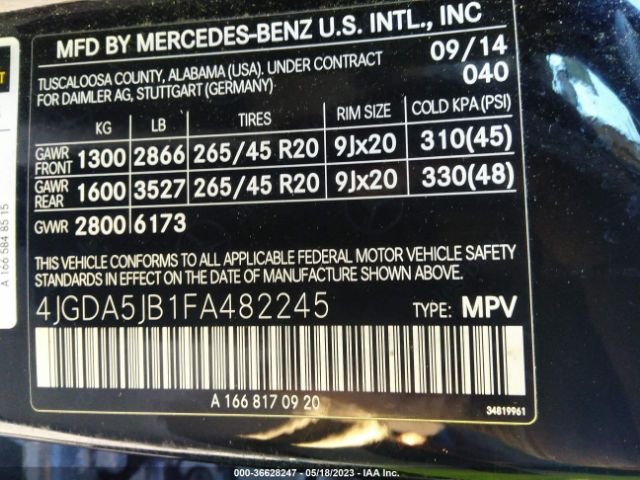 MFD BY MERCEDES-BENZ U.S. INTL., INC
TUSCALOOSA COUNTY, ALABAMA (USA). UNDER CONTRACT 09/14
FOR DAIMLER AG, STUTTGART (GERMANY) 040
KG LB TIRES RIM SIZE COLD KPA(PSI)
GAWR FRONT 1300 2866 265/45 R20 9Jx20 310(45)
GAWR REAR 1600 3527 265/45 R20 9Jx20 330(48)
GVWR 2800 6173
THIS VEHICLE CONFORMS TO ALL APPLICABLE FEDERAL MOTOR VEHICLE SAFETY
STANDARDS IN EFFECT ON THE DATE OF MANUFACTURE SHOWN ABOVE.
4JGDA5JB1FA482245 TYPE: MPV
A 166 817 09 20
34819961
A 166 584 85 15
000-36628247 - 05/18/2023 - IAA Inc.